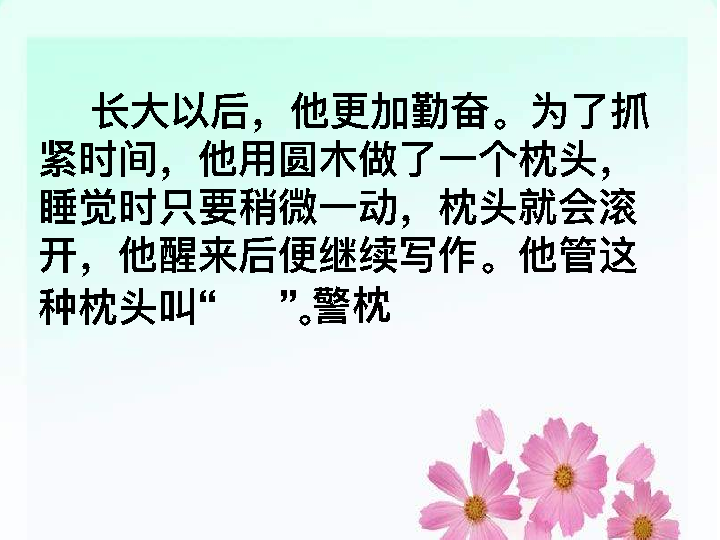 长大以后，他更加勤奋。为了抓
紧时间，他用圆木做了一个枕头，
睡觉时只要稍微一动，枕头就会滚
开，他醒来后便继续写作。他管这
种枕头叫“　　”。警枕